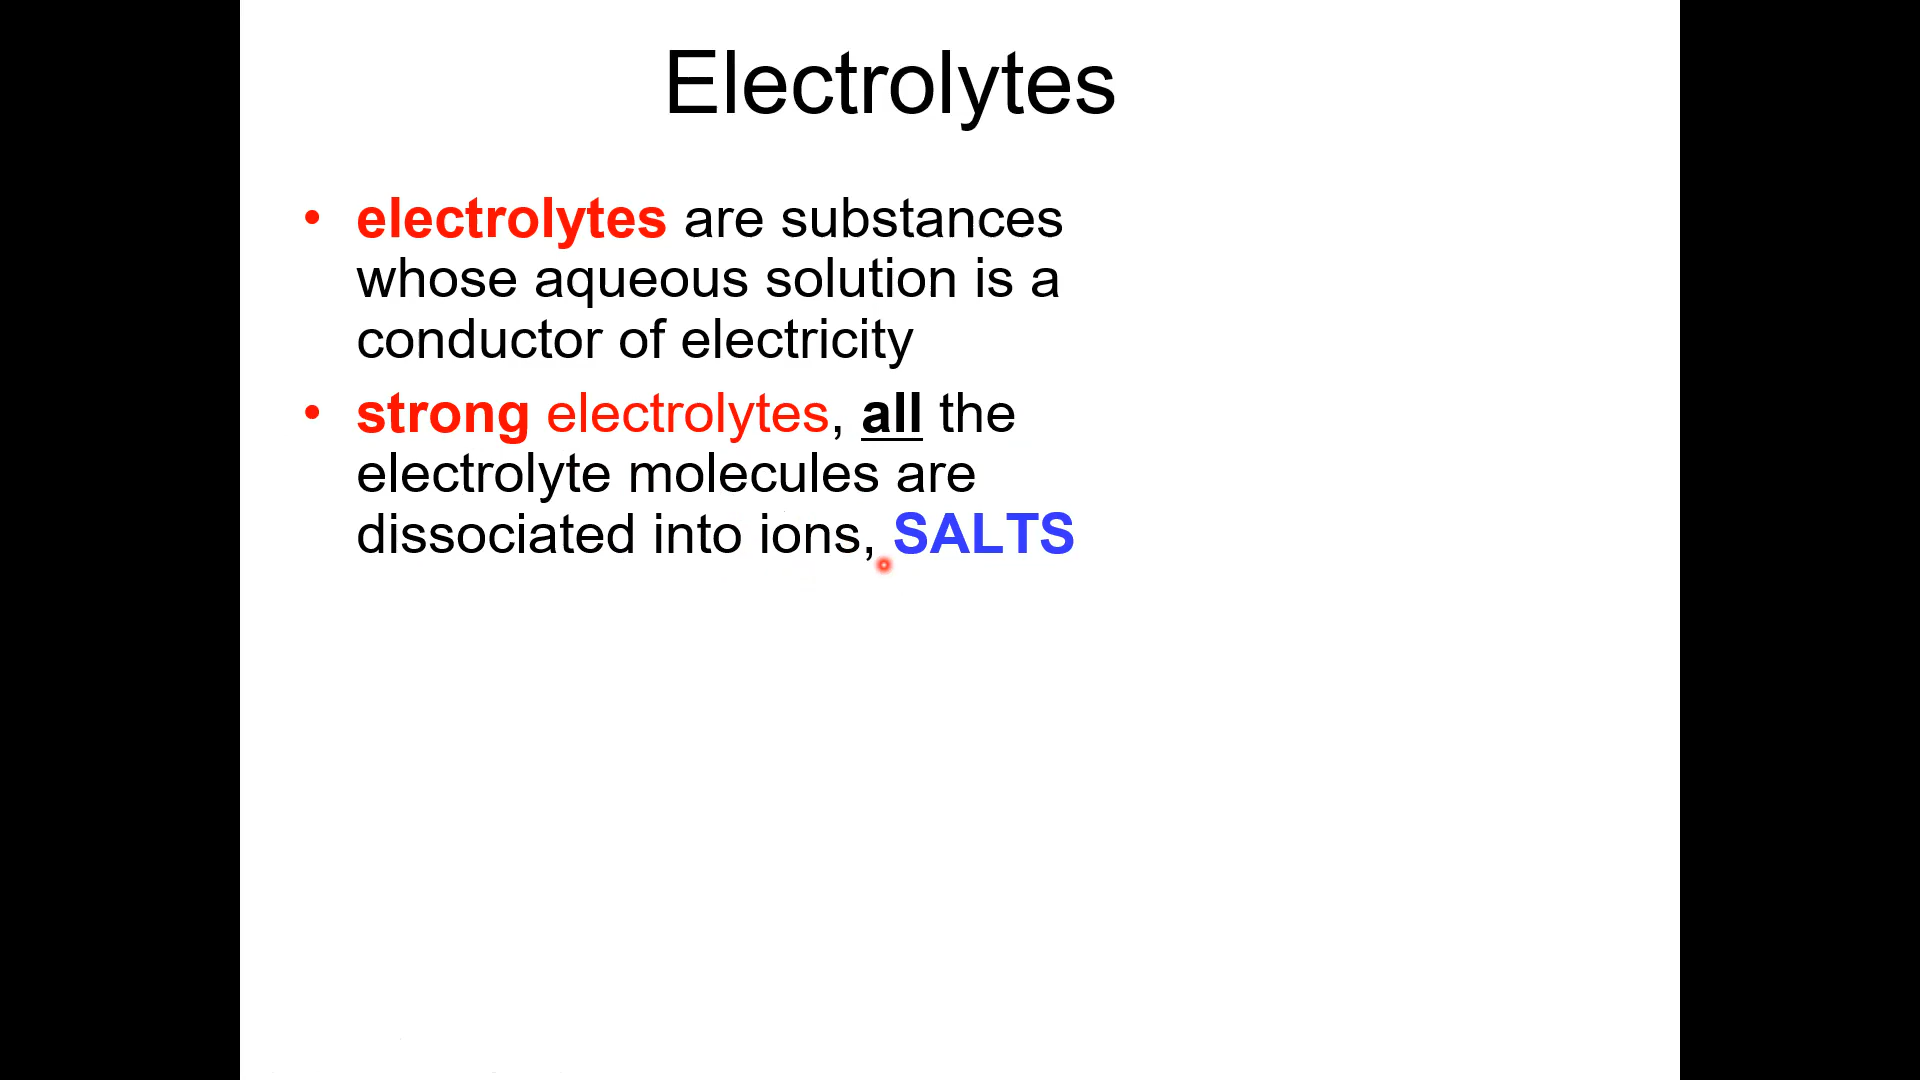 Electrolytes
• electrolytes are substances
whose aqueous solution is a
conductor of electricity
• strong electrolytes, all the
electrolyte molecules are
dissociated into ions, SALTS